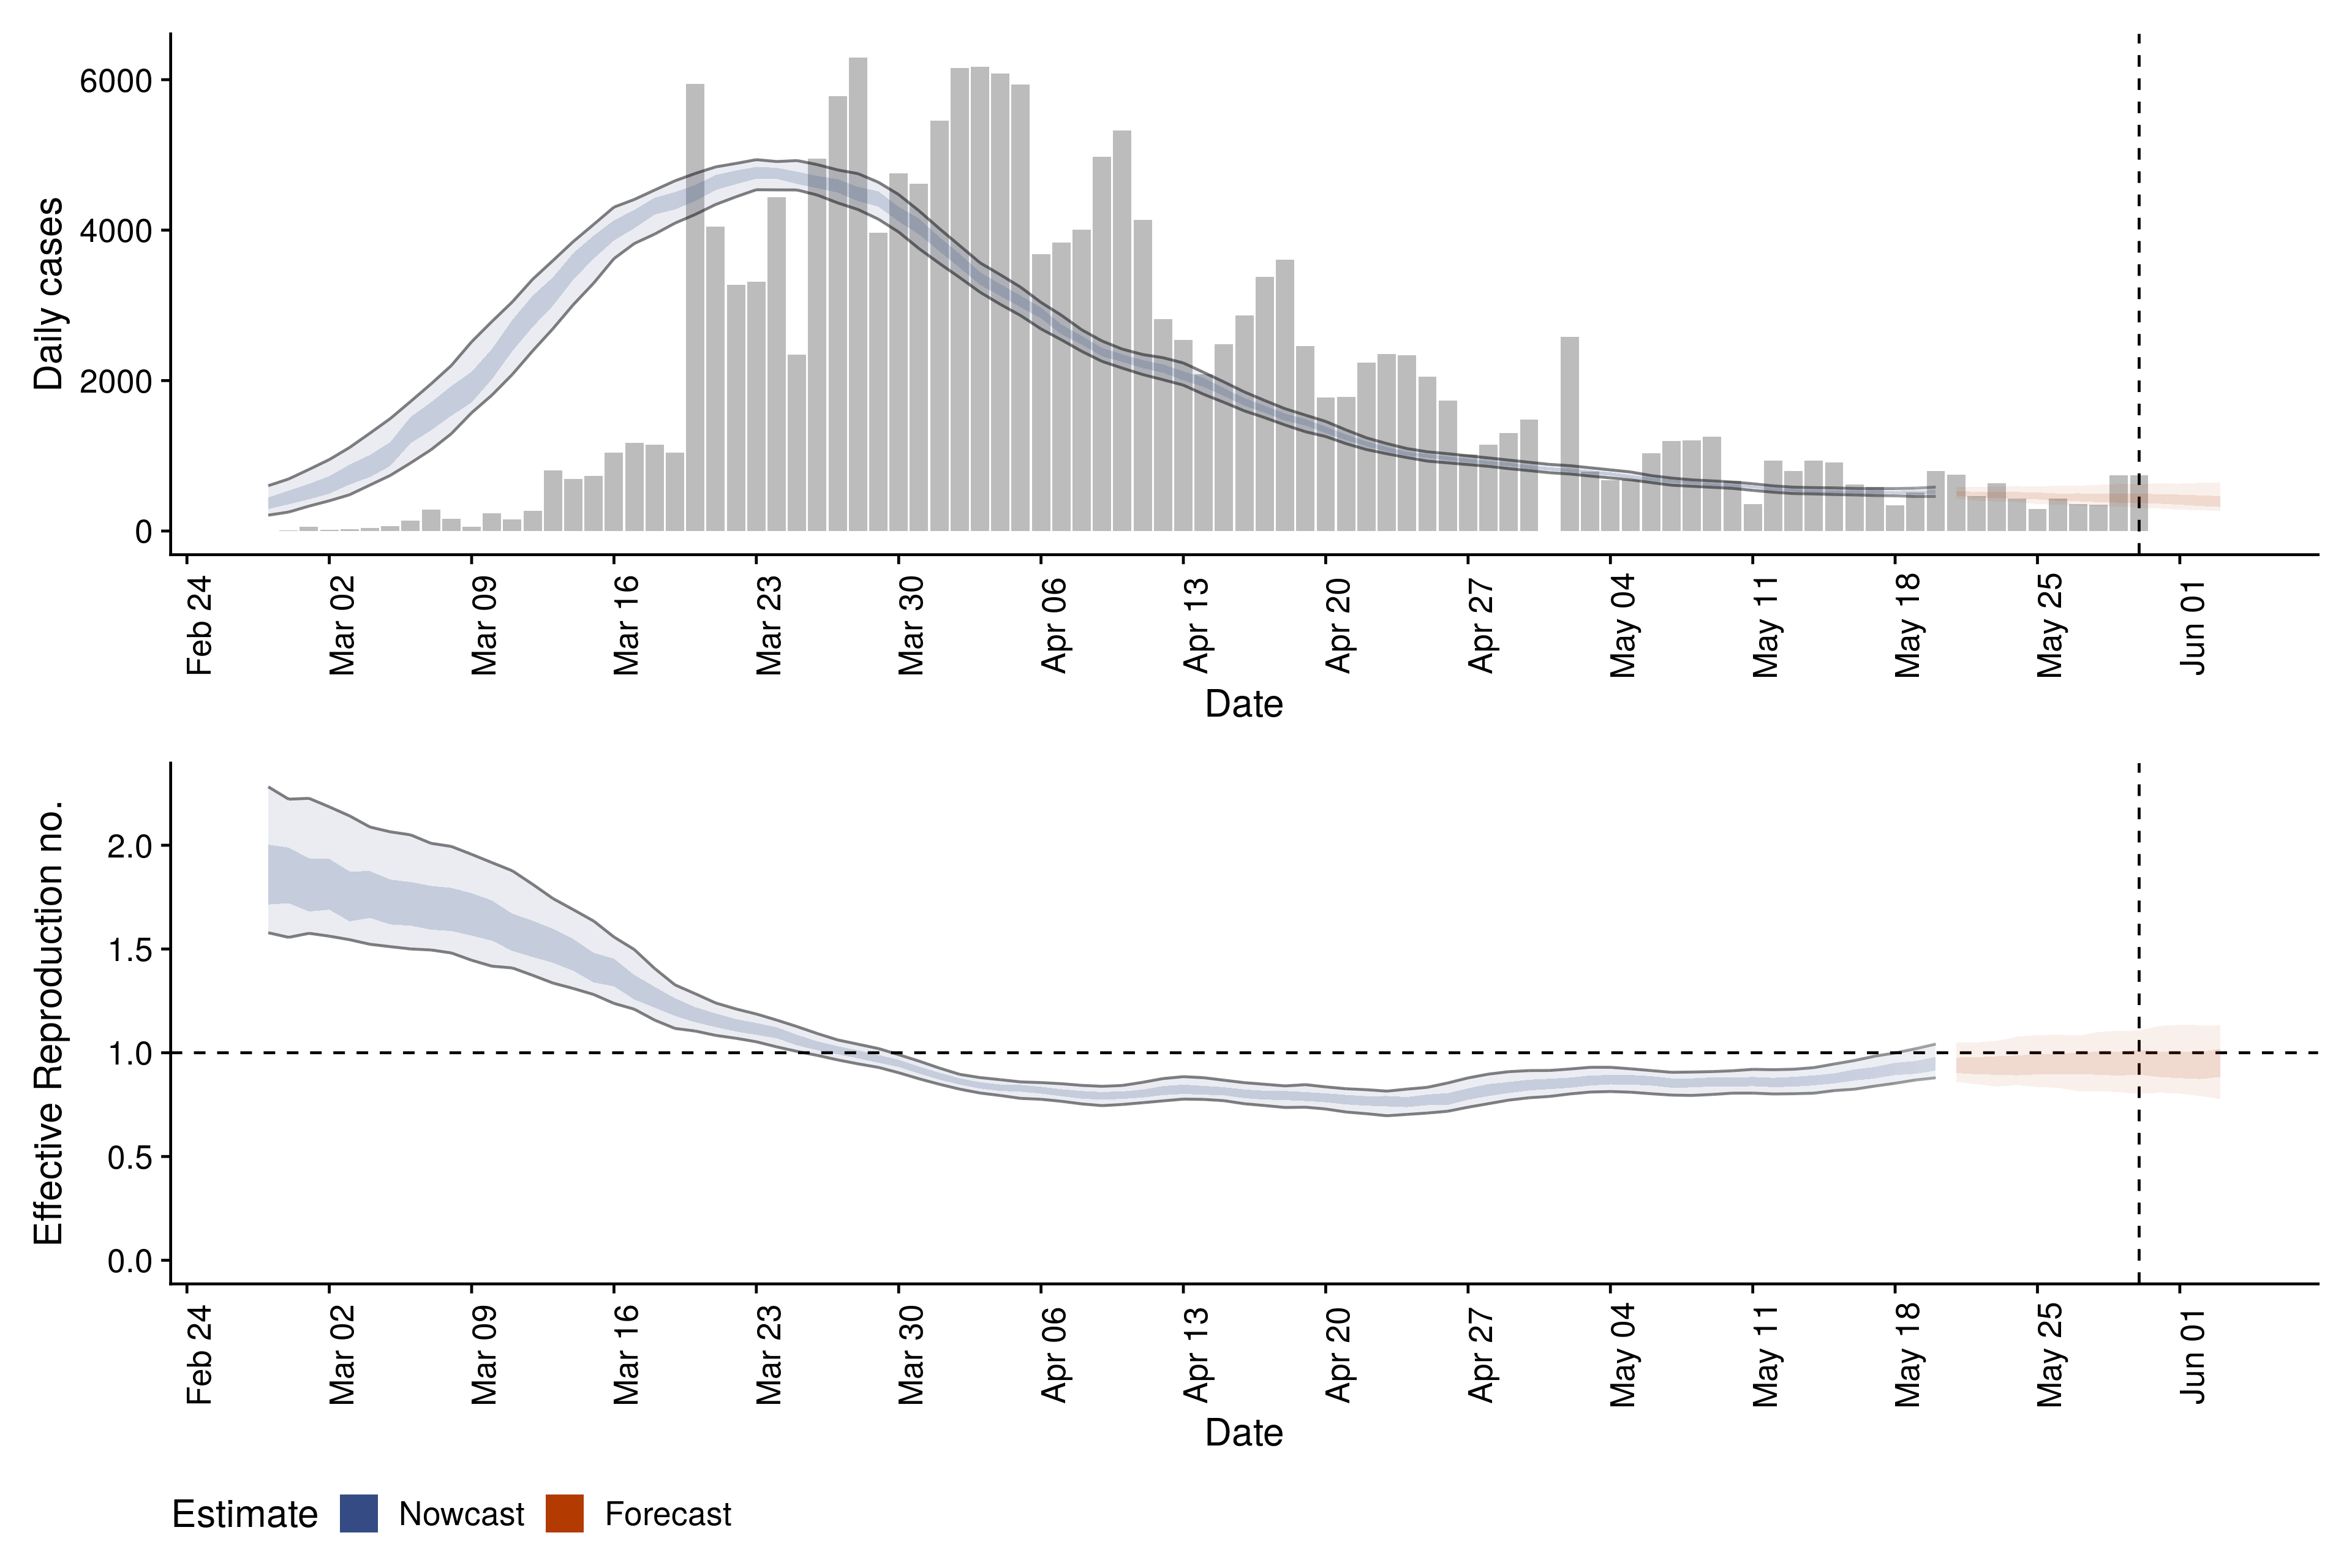 Daily cases
6000
4000
2000
0
Feb 24 Mar 02 Mar 09 Mar 16 Mar 23 Mar 30 Apr 06 Apr 13 Apr 20 Apr 27 May 04 May 11 May 18 May 25 Jun 01
Date
Effective Reproduction no.
2.0
1.5
1.0
0.5
0.0
Feb 24 Mar 02 Mar 09 Mar 16 Mar 23 Mar 30 Apr 06 Apr 13 Apr 20 Apr 27 May 04 May 11 May 18 May 25 Jun 01
Date
Estimate Nowcast Forecast